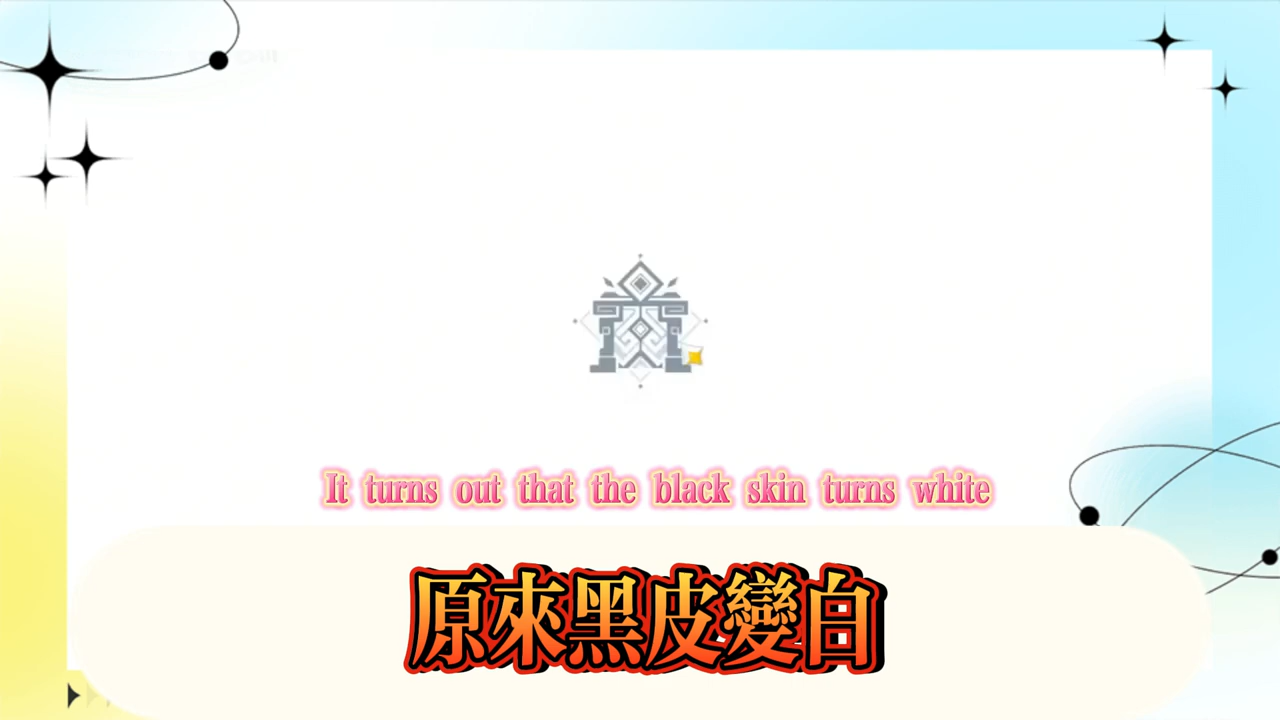 It turns out that the black skin turns white
原來黑皮變白